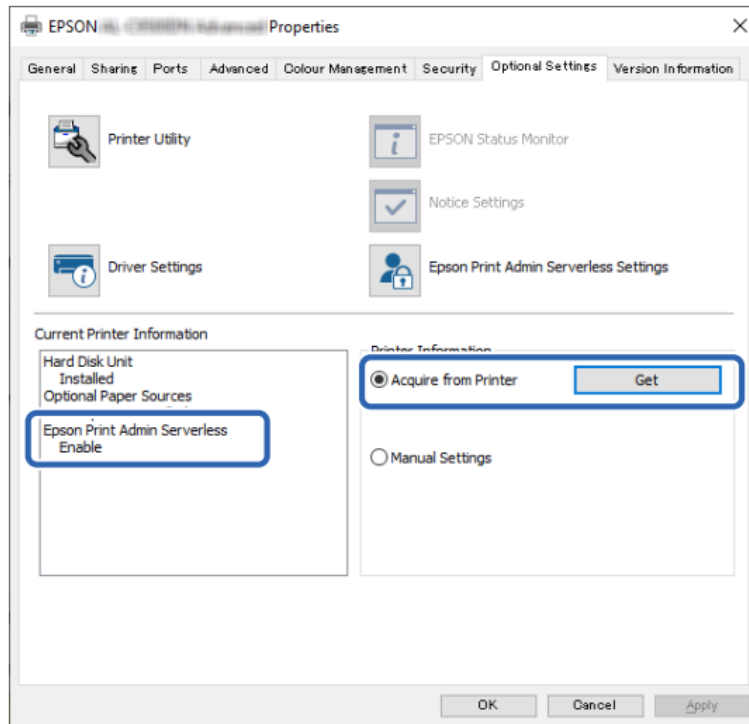 EPSON Properties
General Sharing Ports Advanced Colour Management Security Optional Settings Version Information
Printer Utility
EPSON Status Monitor
Notice Settings
Driver Settings
Epson Print Admin Serverless Settings
Current Printer Information
Printer Information
Hard Disk Unit
Installed
Optional Paper Sources
Epson Print Admin Serverless
Enable
Acquire from Printer
Get
Manual Settings
OK Cancel Apply